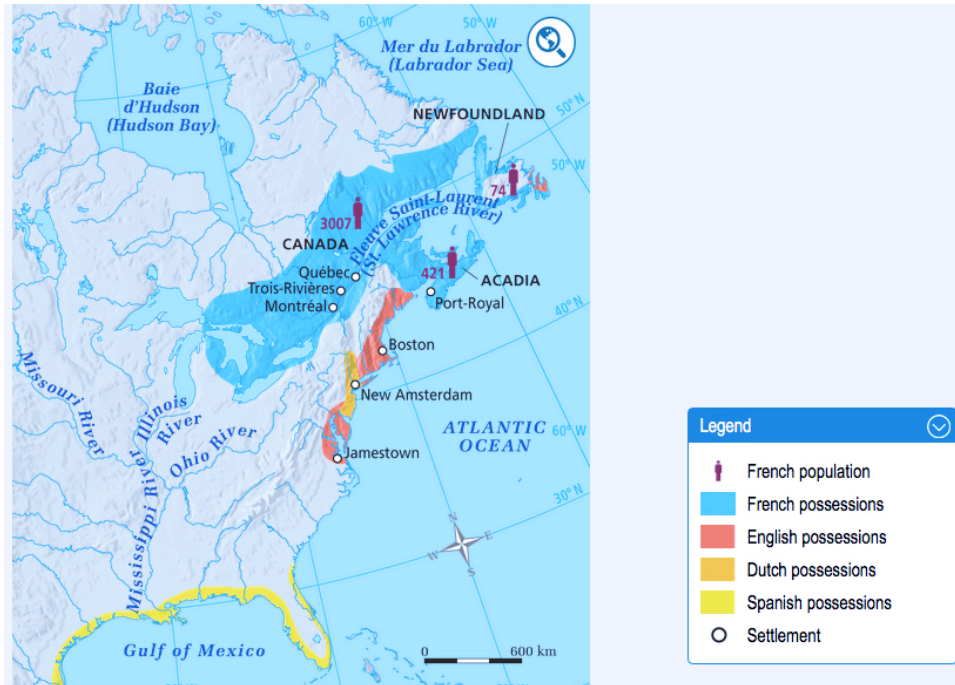 60° W
50° W
Mer du Labrador
(Labrador Sea)
Baie
d'Hudson
(Hudson Bay)
50° N
NEWFOUNDLAND
50° W
74
3007
Fleuve Saint-Laurent
(St. Lawrence River)
CANADA
421
ACADIA
Québec
Trois-Rivières
Montréal
Port-Royal
40° N
Boston
Missouri River
Illinois
River
New Amsterdam
Ohio River
ATLANTIC
OCEAN
60° W
Jamestown
Mississippi River
30° N
N
W
E
S
Gulf of Mexico
0
600 km
Legend
French population
French possessions
English possessions
Dutch possessions
Spanish possessions
Settlement